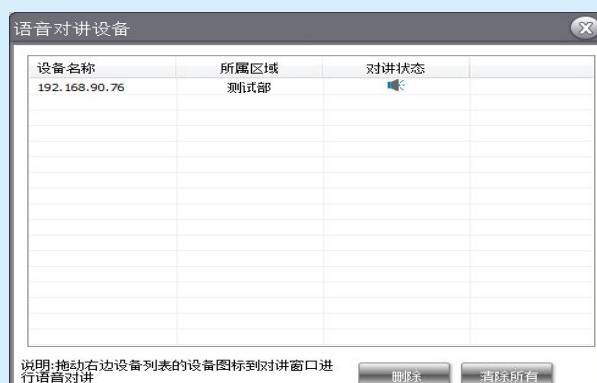 语音对讲设备
设备名称 所属区域 对讲状态
192.168.90.76 测试部
说明:拖动右边设备列表的设备图标到对讲窗口进
行语音对讲
删除 清除所有